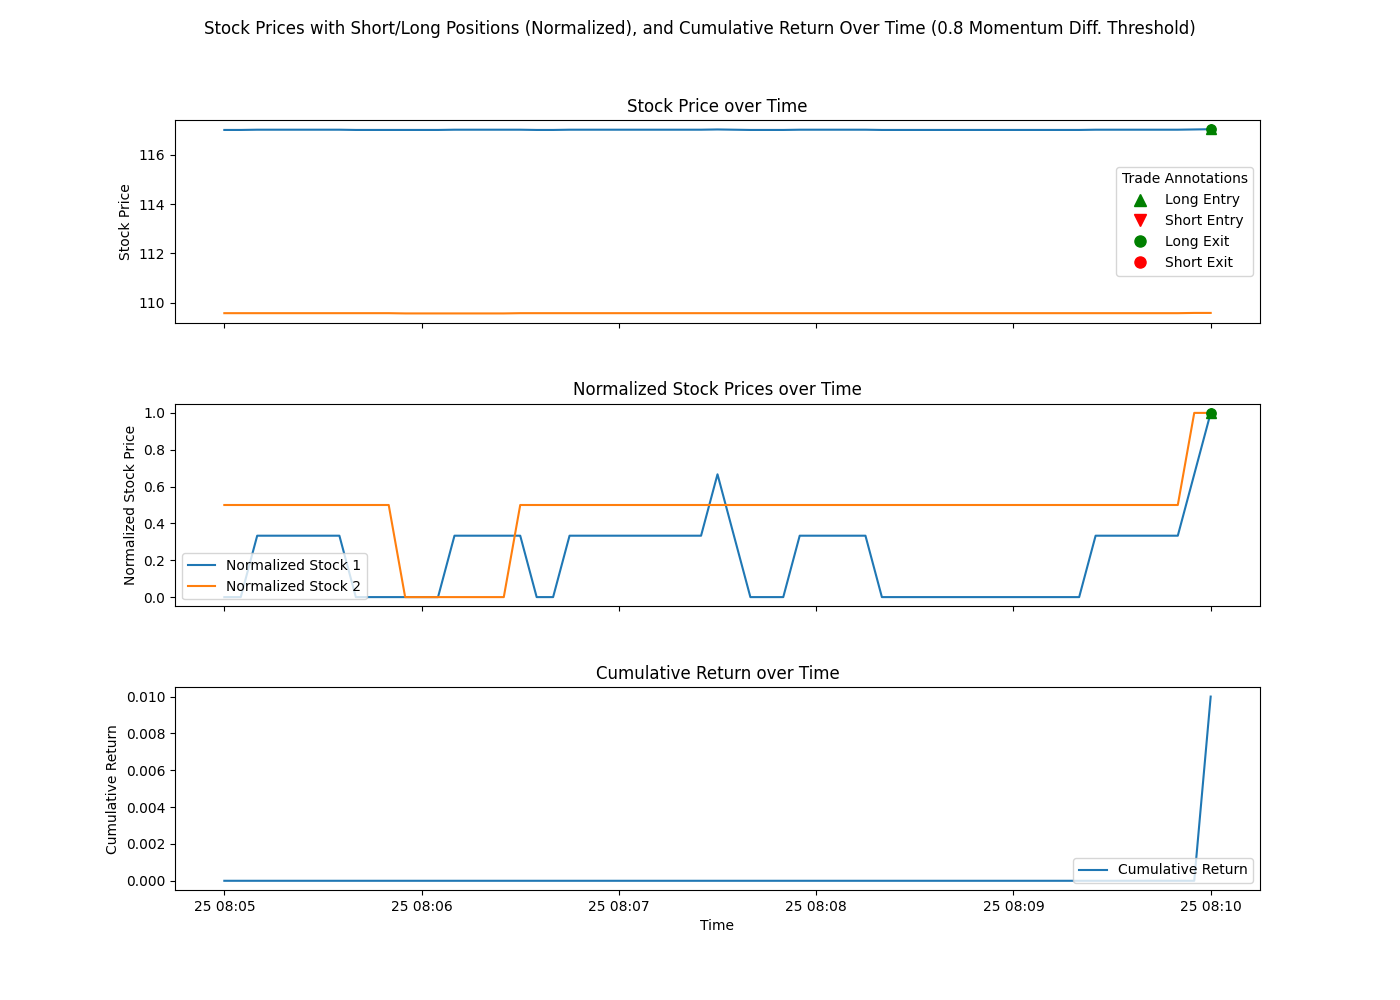 Stock Prices with Short/Long Positions (Normalized), and Cumulative Return Over Time (0.8 Momentum Diff. Threshold)
Stock Price over Time
Stock Price
116
114
112
110
Trade Annotations
Long Entry
Short Entry
Long Exit
Short Exit
Normalized Stock Prices over Time
Normalized Stock Price
1.0
0.8
0.6
0.4
0.2
0.0
Normalized Stock 1
Normalized Stock 2
Cumulative Return over Time
Cumulative Return
0.010
0.008
0.006
0.004
0.002
0.000
Cumulative Return
25 08:05 25 08:06 25 08:07 25 08:08 25 08:09 25 08:10
Time